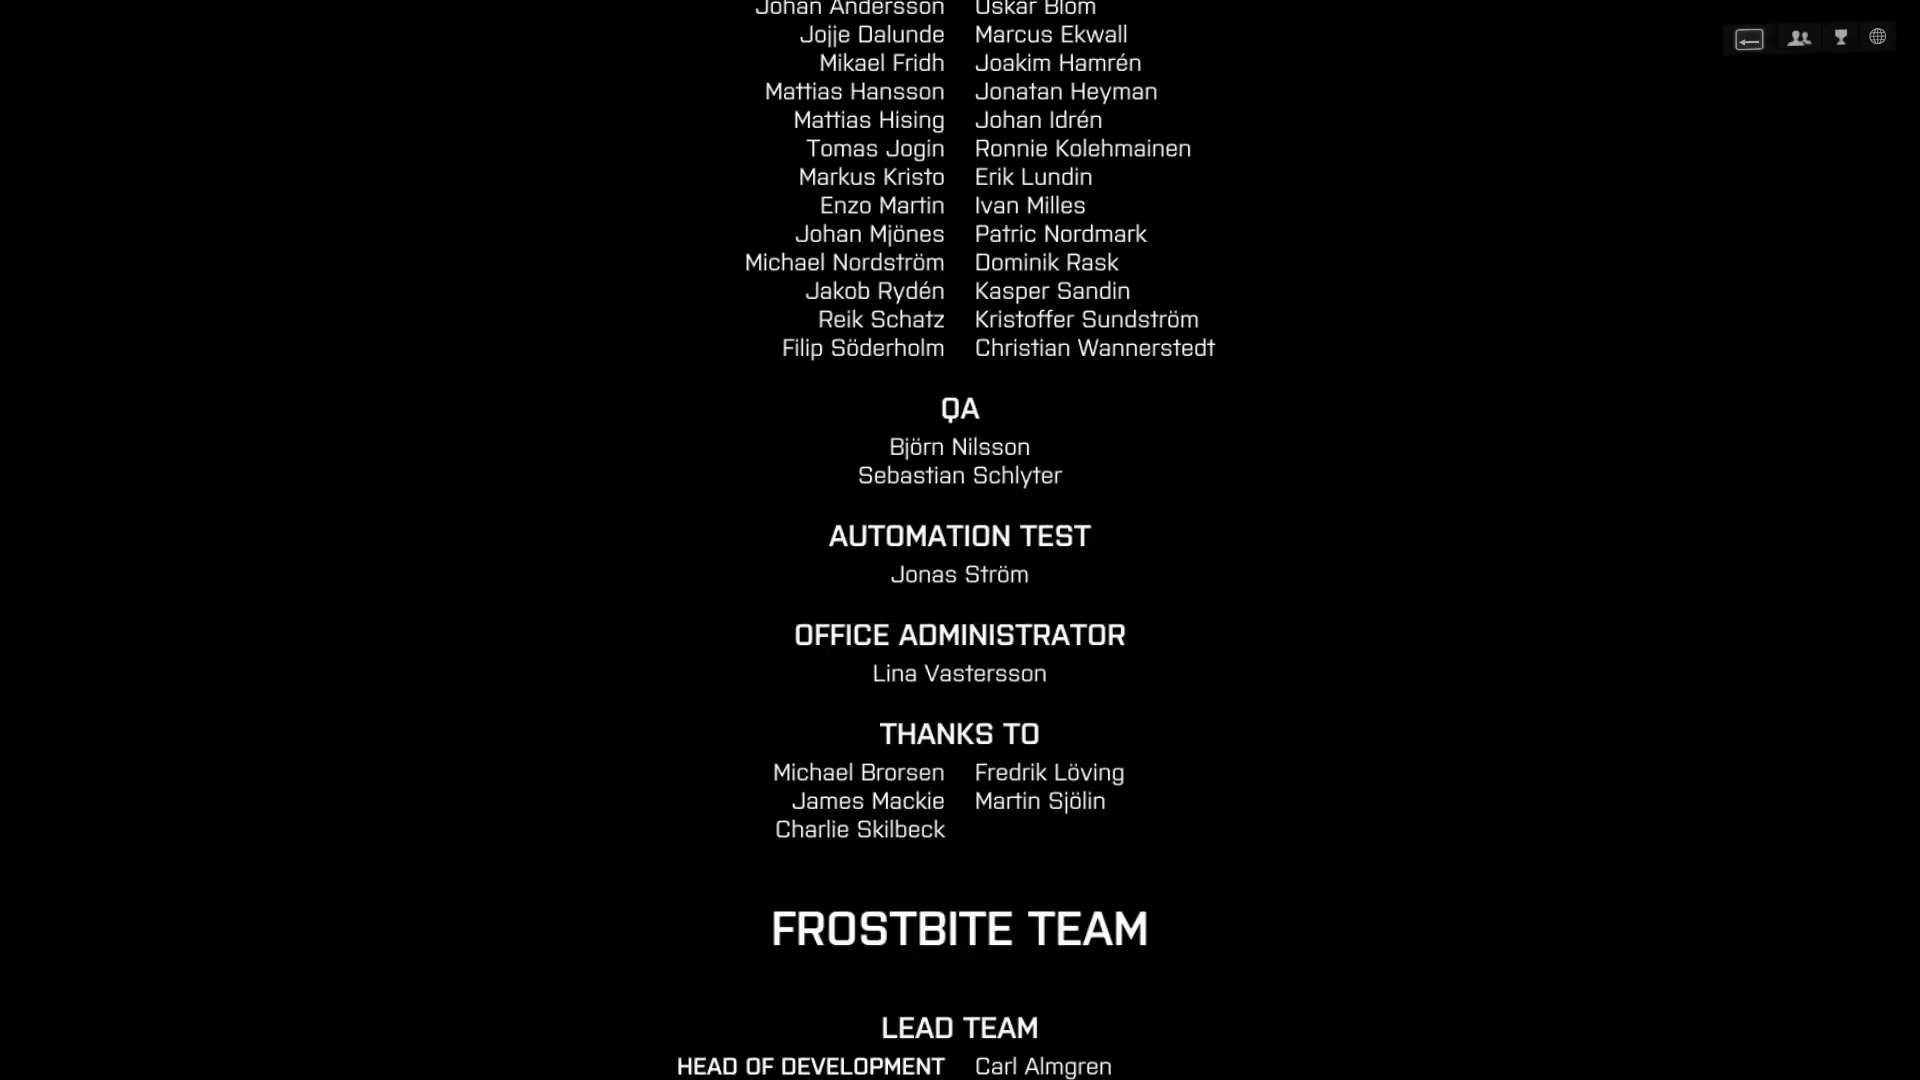 Johan Andersson Oskar Blom
Jojje Dalunde Marcus Ekwall
Mikael Fridh Joakim Hamrén
Mattias Hansson Jonatan Heyman
Mattias Hising Johan Idrén
Tomas Jogin Ronnie Kolehmainen
Markus Kristo Erik Lundin
Enzo Martin Ivan Milles
Johan Mjönes Patric Nordmark
Michael Nordström Dominik Rask
Jakob Rydén Kasper Sandin
Reik Schatz Kristoffer Sundström
Filip Söderholm Christian Wannerstedt
QA
Björn Nilsson
Sebastian Schlyter
AUTOMATION TEST
Jonas Ström
OFFICE ADMINISTRATOR
Lina Vastersson
THANKS TO
Michael Brorsen Fredrik Löving
James Mackie Martin Sjölin
Charlie Skilbeck
FROSTBITE TEAM
LEAD TEAM
HEAD OF DEVELOPMENT Carl Almgren